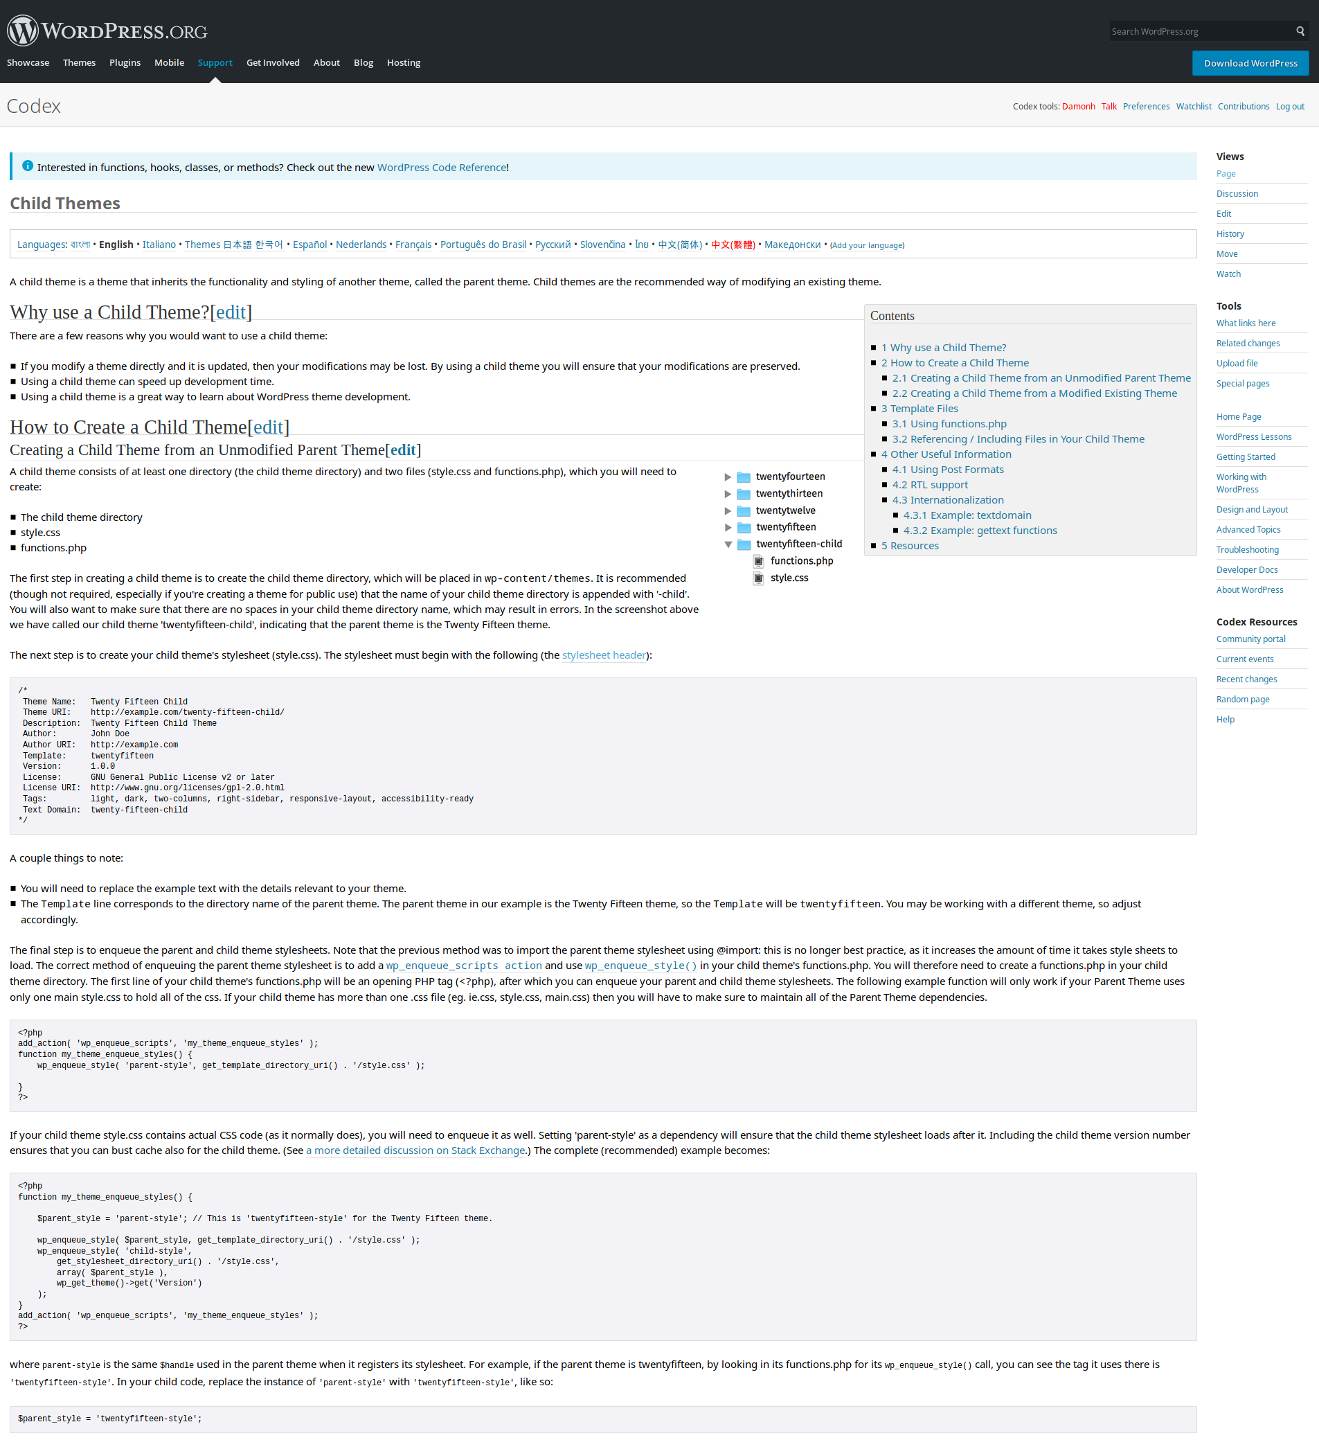 WORDPRESS.ORG
Search WordPress.org
Showcase Themes Plugins Mobile Support Get Involved About Blog Hosting
Download WordPress
Codex
Codex tools: Damonh Talk Preferences Watchlist Contributions Log out
Interested in functions, hooks, classes, or methods? Check out the new WordPress Code Reference!
Child Themes
Languages: বাংলা • English • Italiano • Themes 日本語 한국어 • Español • Nederlands • Français • Português do Brasil • Русский • Slovenčina • ไทย • 中文(简体) • 中文(繁體) • Македонски • (Add your language)
A child theme is a theme that inherits the functionality and styling of another theme, called the parent theme. Child themes are the recommended way of modifying an existing theme.
Why use a Child Theme?[edit]
There are a few reasons why you would want to use a child theme:
If you modify a theme directly and it is updated, then your modifications may be lost. By using a child theme you will ensure that your modifications are preserved.
Using a child theme can speed up development time.
Using a child theme is a great way to learn about WordPress theme development.
Contents
1 Why use a Child Theme?
2 How to Create a Child Theme
2.1 Creating a Child Theme from an Unmodified Parent Theme
2.2 Creating a Child Theme from a Modified Existing Theme
3 Template Files
3.1 Using functions.php
3.2 Referencing / Including Files in Your Child Theme
4 Other Useful Information
4.1 Using Post Formats
4.2 RTL support
4.3 Internationalization
4.3.1 Example: textdomain
4.3.2 Example: gettext functions
5 Resources
How to Create a Child Theme[edit]
Creating a Child Theme from an Unmodified Parent Theme[edit]
A child theme consists of at least one directory (the child theme directory) and two files (style.css and functions.php), which you will need to
create:
The child theme directory
style.css
functions.php
twentyfourteen
twentythirteen
twentytwelve
twentyfifteen
twentyfifteen-child
functions.php
style.css
The first step in creating a child theme is to create the child theme directory, which will be placed in wp-content/themes. It is recommended
(though not required, especially if you're creating a theme for public use) that the name of your child theme directory is appended with '-child'.
You will also want to make sure that there are no spaces in your child theme directory name, which may result in errors. In the screenshot above
we have called our child theme 'twentyfifteen-child', indicating that the parent theme is the Twenty Fifteen theme.
The next step is to create your child theme's stylesheet (style.css). The stylesheet must begin with the following (the stylesheet header):
/*
Theme Name: Twenty Fifteen Child
Theme URI: http://example.com/twenty-fifteen-child/
Description: Twenty Fifteen Child Theme
Author: John Doe
Author URI: http://example.com
Template: twentyfifteen
Version: 1.0.0
License: GNU General Public License v2 or later
License URI: http://www.gnu.org/licenses/gpl-2.0.html
Tags: light, dark, two-columns, right-sidebar, responsive-layout, accessibility-ready
Text Domain: twenty-fifteen-child
*/
A couple things to note:
You will need to replace the example text with the details relevant to your theme.
The Template line corresponds to the directory name of the parent theme. The parent theme in our example is the Twenty Fifteen theme, so the Template will be twentyfifteen. You may be working with a different theme, so adjust
accordingly.
The final step is to enqueue the parent and child theme stylesheets. Note that the previous method was to import the parent theme stylesheet using @import: this is no longer best practice, as it increases the amount of time it takes style sheets to
load. The correct method of enqueuing the parent theme stylesheet is to add a wp_enqueue_scripts action and use wp_enqueue_style() in your child theme's functions.php. You will therefore need to create a functions.php in your child
theme directory. The first line of your child theme's functions.php will be an opening PHP tag (<?php), after which you can enqueue your parent and child theme stylesheets. The following example function will only work if your Parent Theme uses
only one main style.css to hold all of the css. If your child theme has more than one .css file (eg. ie.css, style.css, main.css) then you will have to make sure to maintain all of the Parent Theme dependencies.
<?php
add_action( 'wp_enqueue_scripts', 'my_theme_enqueue_styles' );
function my_theme_enqueue_styles() {
wp_enqueue_style( 'parent-style', get_template_directory_uri() . '/style.css' );
}
?>
If your child theme style.css contains actual CSS code (as it normally does), you will need to enqueue it as well. Setting 'parent-style' as a dependency will ensure that the child theme stylesheet loads after it. Including the child theme version number
ensures that you can bust cache also for the child theme. (See a more detailed discussion on Stack Exchange.) The complete (recommended) example becomes:
<?php
function my_theme_enqueue_styles() {
$parent_style = 'parent-style'; // This is 'twentyfifteen-style' for the Twenty Fifteen theme.
wp_enqueue_style( $parent_style, get_template_directory_uri() . '/style.css' );
wp_enqueue_style( 'child-style',
get_stylesheet_directory_uri() . '/style.css',
array( $parent_style ),
wp_get_theme()->get('Version')
);
}
add_action( 'wp_enqueue_scripts', 'my_theme_enqueue_styles' );
?>
where parent-style is the same $handle used in the parent theme when it registers its stylesheet. For example, if the parent theme is twentyfifteen, by looking in its functions.php for its wp_enqueue_style() call, you can see the tag it uses there is
'twentyfifteen-style'. In your child code, replace the instance of 'parent-style' with 'twentyfifteen-style', like so:
$parent_style = 'twentyfifteen-style';
Views
Page
Discussion
Edit
History
Move
Watch
Tools
What links here
Related changes
Upload file
Special pages
Home Page
WordPress Lessons
Getting Started
Working with
WordPress
Design and Layout
Advanced Topics
Troubleshooting
Developer Docs
About WordPress
Codex Resources
Community portal
Current events
Recent changes
Random page
Help